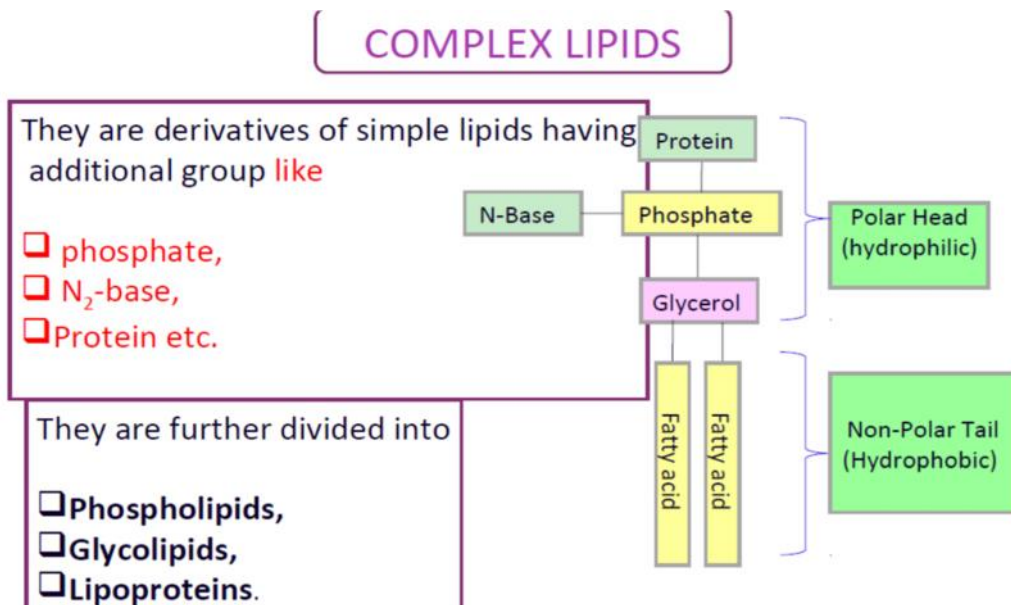 COMPLEX LIPIDS
They are derivatives of simple lipids having
additional group like
❑ phosphate,
❑ N₂-base,
❑Protein etc.
They are further divided into
❑Phospholipids,
❑Glycolipids,
❑Lipoproteins.
Protein
N-Base
Phosphate
Glycerol
Fatty acid
Fatty acid
Polar Head
(hydrophilic)
Non-Polar Tail
(Hydrophobic)